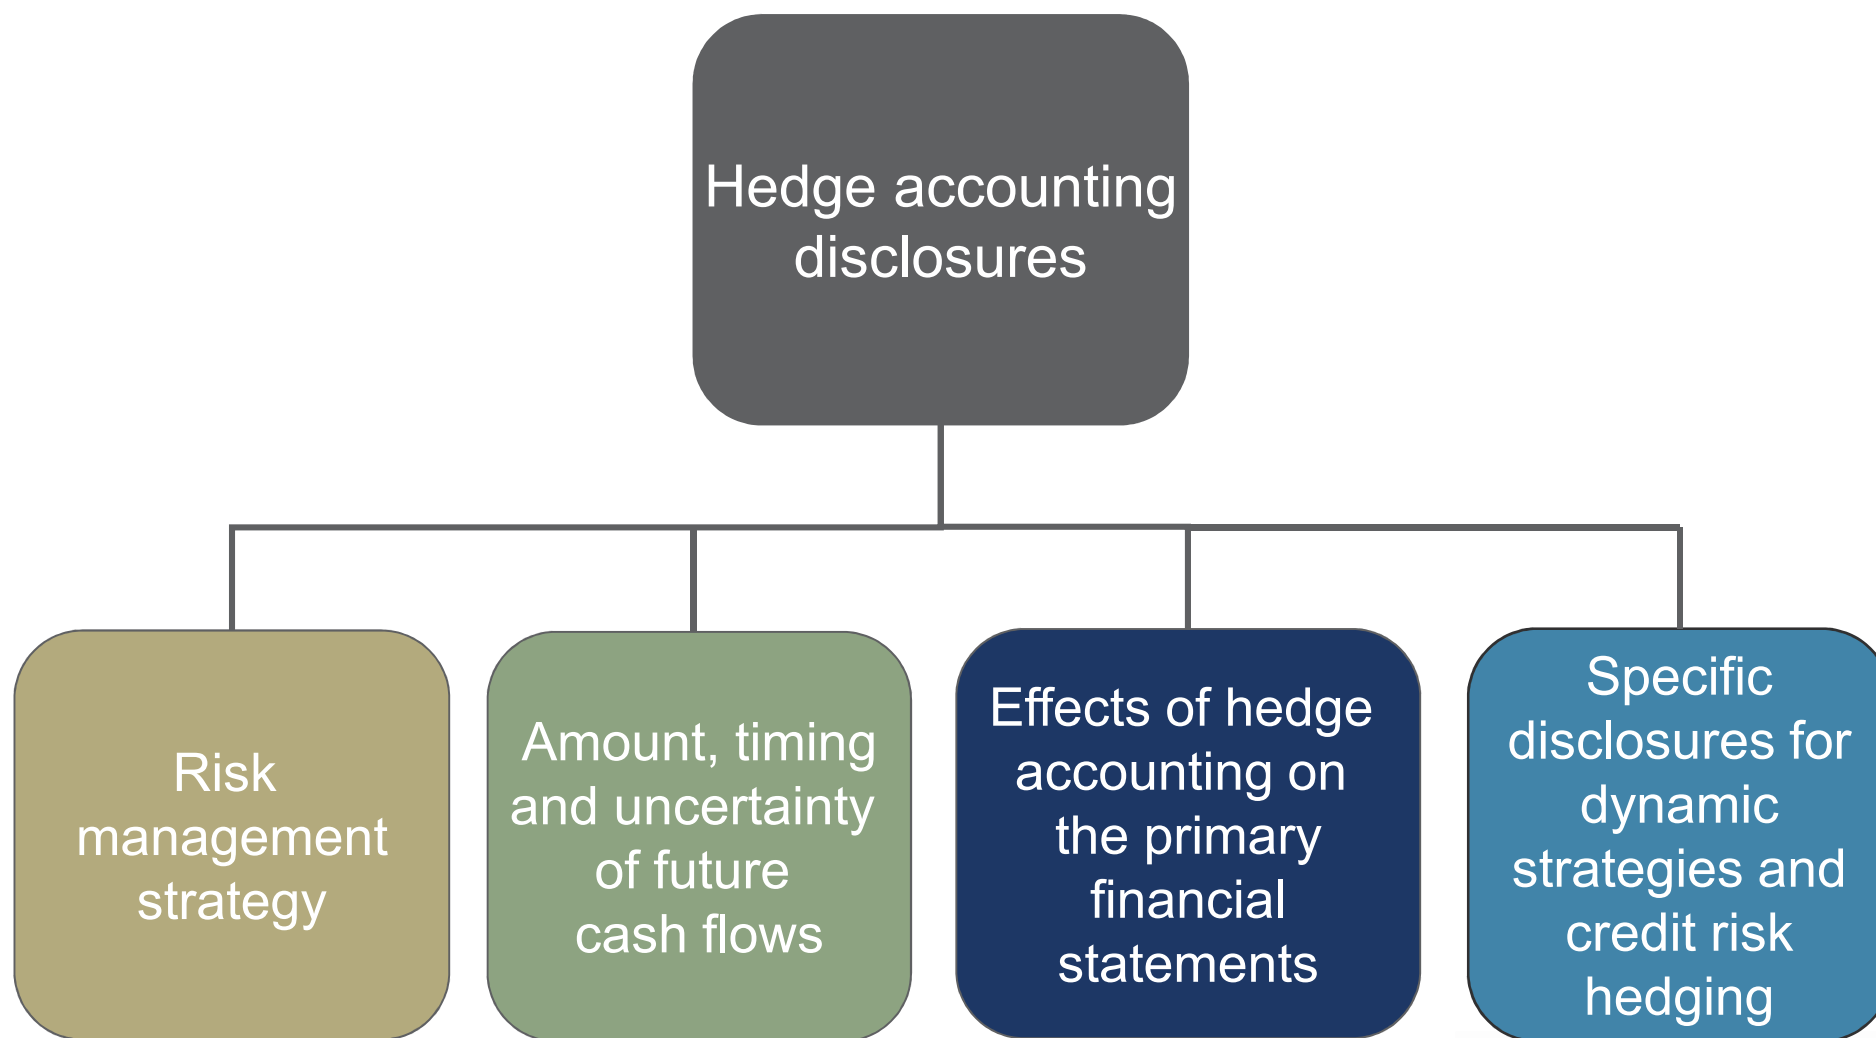 Hedge accounting
disclosures
Risk
management
strategy
Amount, timing
and uncertainty
of future
cash flows
Effects of hedge
accounting on
the primary
financial
statements
Specific
disclosures for
dynamic
strategies and
credit risk
hedging